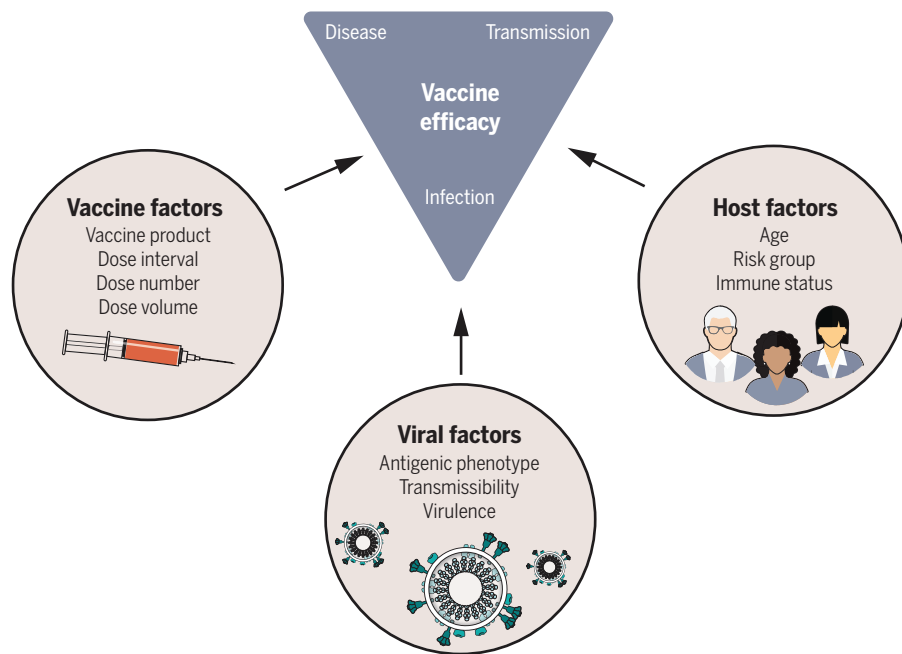 Disease
Transmission
Vaccine
efficacy
Infection
Vaccine factors
Vaccine product
Dose interval
Dose number
Dose volume
Host factors
Age
Risk group
Immune status
Viral factors
Antigenic phenotype
Transmissibility
Virulence